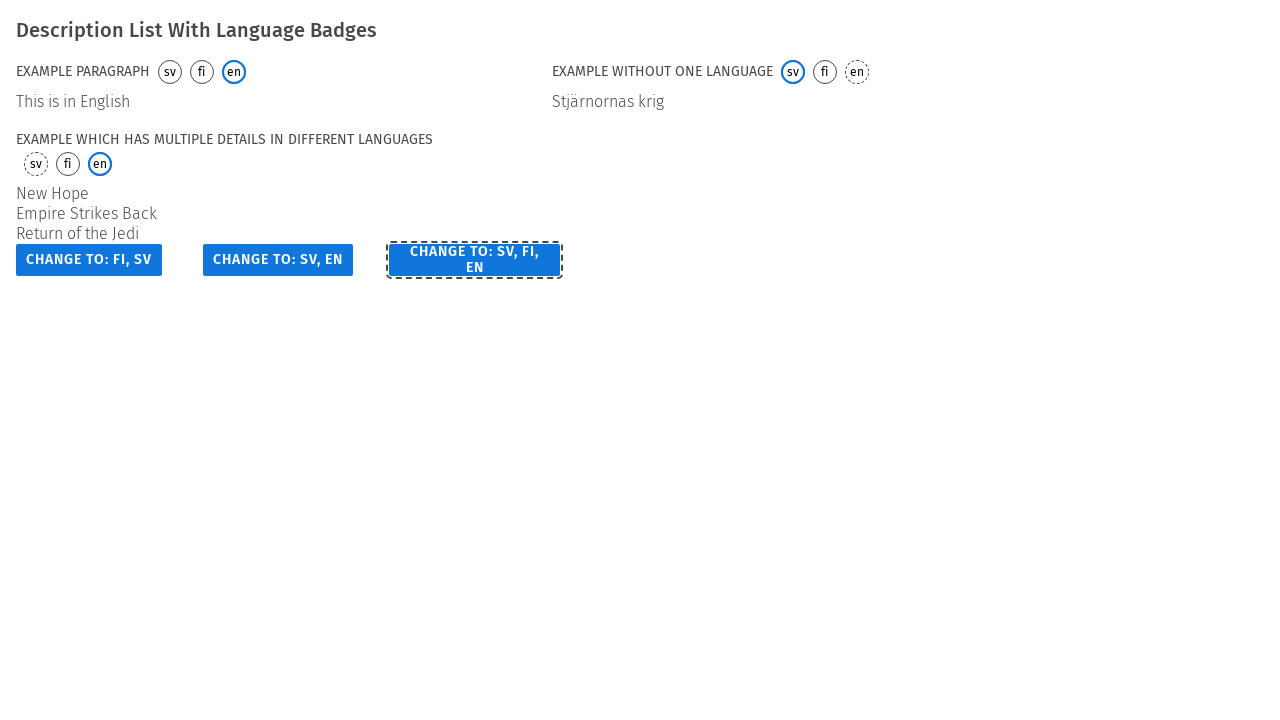 Description List With Language Badges
EXAMPLE PARAGRAPH sv fi en
This is in English
EXAMPLE WITHOUT ONE LANGUAGE sv fi en
Stjärnornas krig
EXAMPLE WHICH HAS MULTIPLE DETAILS IN DIFFERENT LANGUAGES
sv fi en
New Hope
Empire Strikes Back
Return of the Jedi
CHANGE TO: FI, SV
CHANGE TO: SV, EN
CHANGE TO: SV, FI,
EN